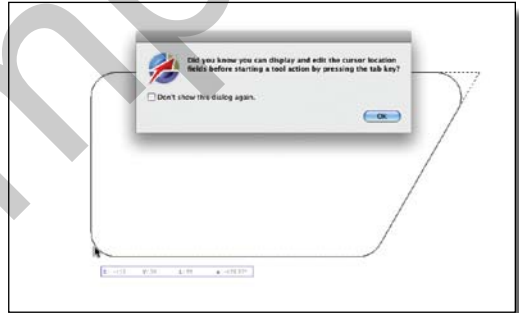 Did you know you can display and edit the cursor location
fields before starting a tool action by pressing the tab key?
Don't show this dialog again.
OK